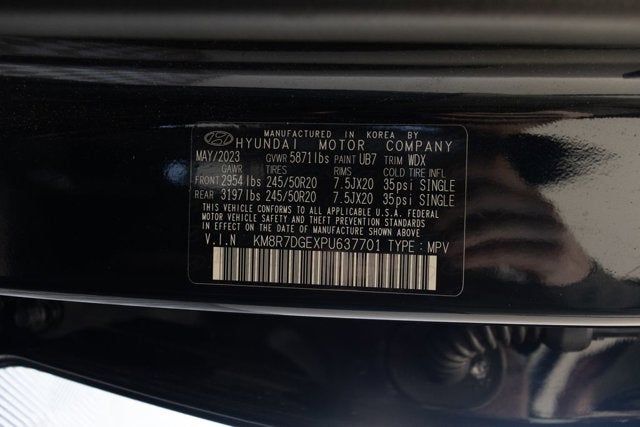 MANUFACTURED IN KOREA BY
HYUNDAI MOTOR COMPANY
MAY/2023 GVWR 5871lbs PAINT UB7 TRIM WDX
GAWR TIRES RIMS COLD TIRE INFL
FRONT 2954lbs 245/50R20 7.5JX20 35psi SINGLE
REAR 3197lbs 245/50R20 7.5JX20 35psi SINGLE
THIS VEHICLE CONFORMS TO ALL APPLICABLE U.S.A. FEDERAL
MOTOR VEHICLE SAFETY AND THEFT PREVENTION STANDARDS
IN EFFECT ON THE DATE OF MANUFACTURE SHOWN ABOVE
V.I.N KM8R7DGEXPU637701 TYPE : MPV